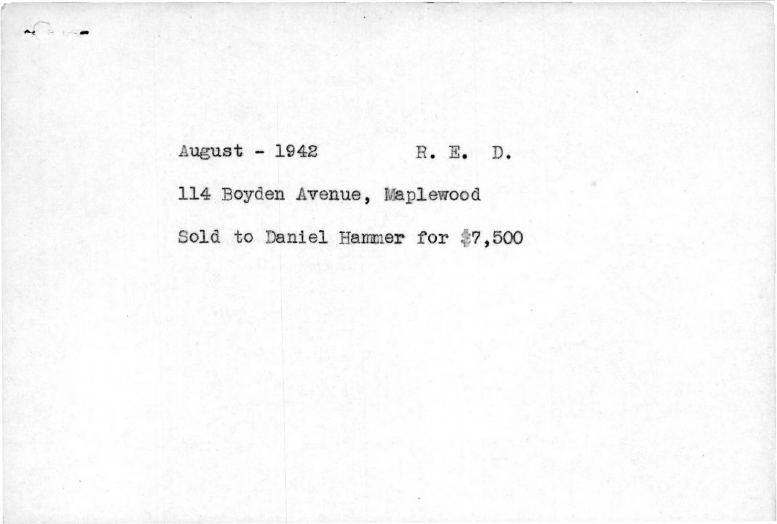 August - 1942 R. E. D.
114 Boyden Avenue, Maplewood
Sold to Daniel Hammer for $7,500